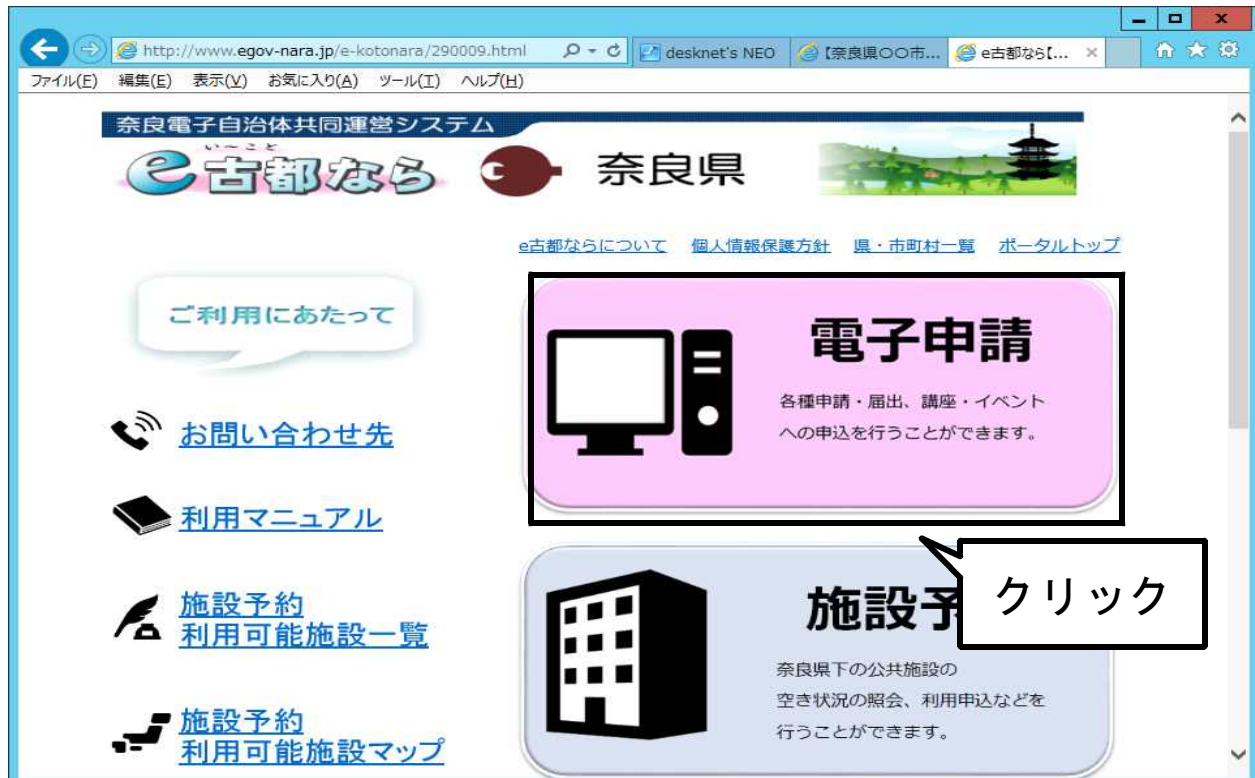 http://www.egov-nara.jp/e-kotonara/290009.html
desknet's NEO
【奈良県○○市...
e古都なら【...
ファイル(F) 編集(E) 表示(V) お気に入り(A) ツール(T) ヘルプ(H)
奈良電子自治体共同運営システム
い～こと
e古都なら
奈良県
e古都ならについて 個人情報保護方針 県・市町村一覧 ポータルトップ
ご利用にあたって
お問い合わせ先
利用マニュアル
施設予約
利用可能施設一覧
施設予約
利用可能施設マップ
電子申請
各種申請・届出、講座・イベント
への申込を行うことができます。
クリック
施設予
奈良県下の公共施設の
空き状況の照会、利用申込などを
行うことができます。